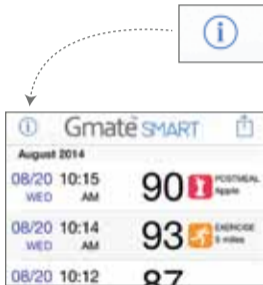 Gmate SMART
August 2014
08/20 10:15 90 POSTMEAL
WED AM Apple
08/20 10:14 93 EXERCISE
WED AM 5 miles
08/20 10:12 87